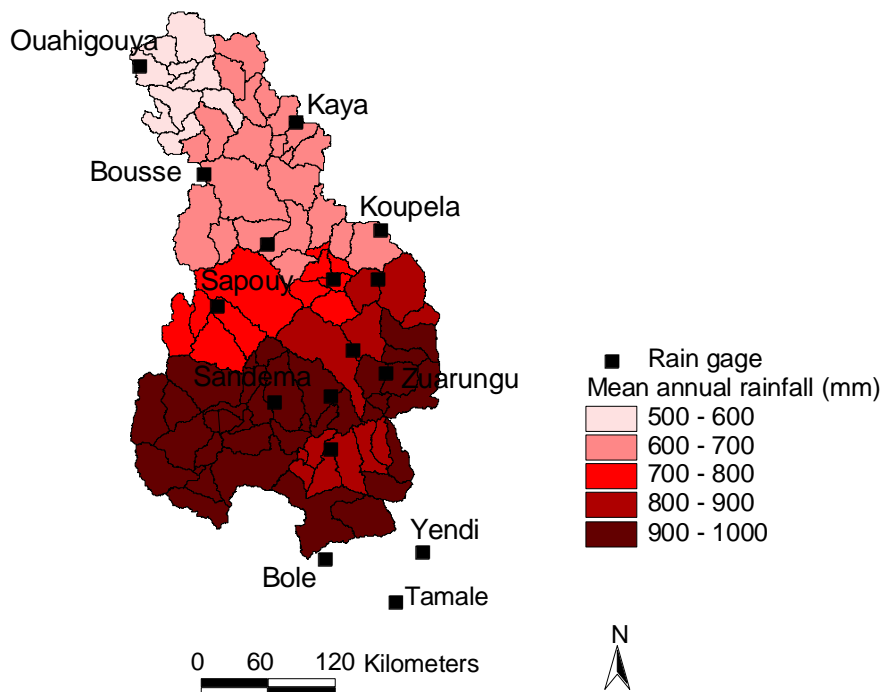 Ouahigouya
Kaya
Bousse
Koupela
Sapouy
Sandema
Zuarungu
Yendi
Bole
Tamale
Rain gage
Mean annual rainfall (mm)
500 - 600
600 - 700
700 - 800
800 - 900
900 - 1000
N
0 60 120 Kilometers